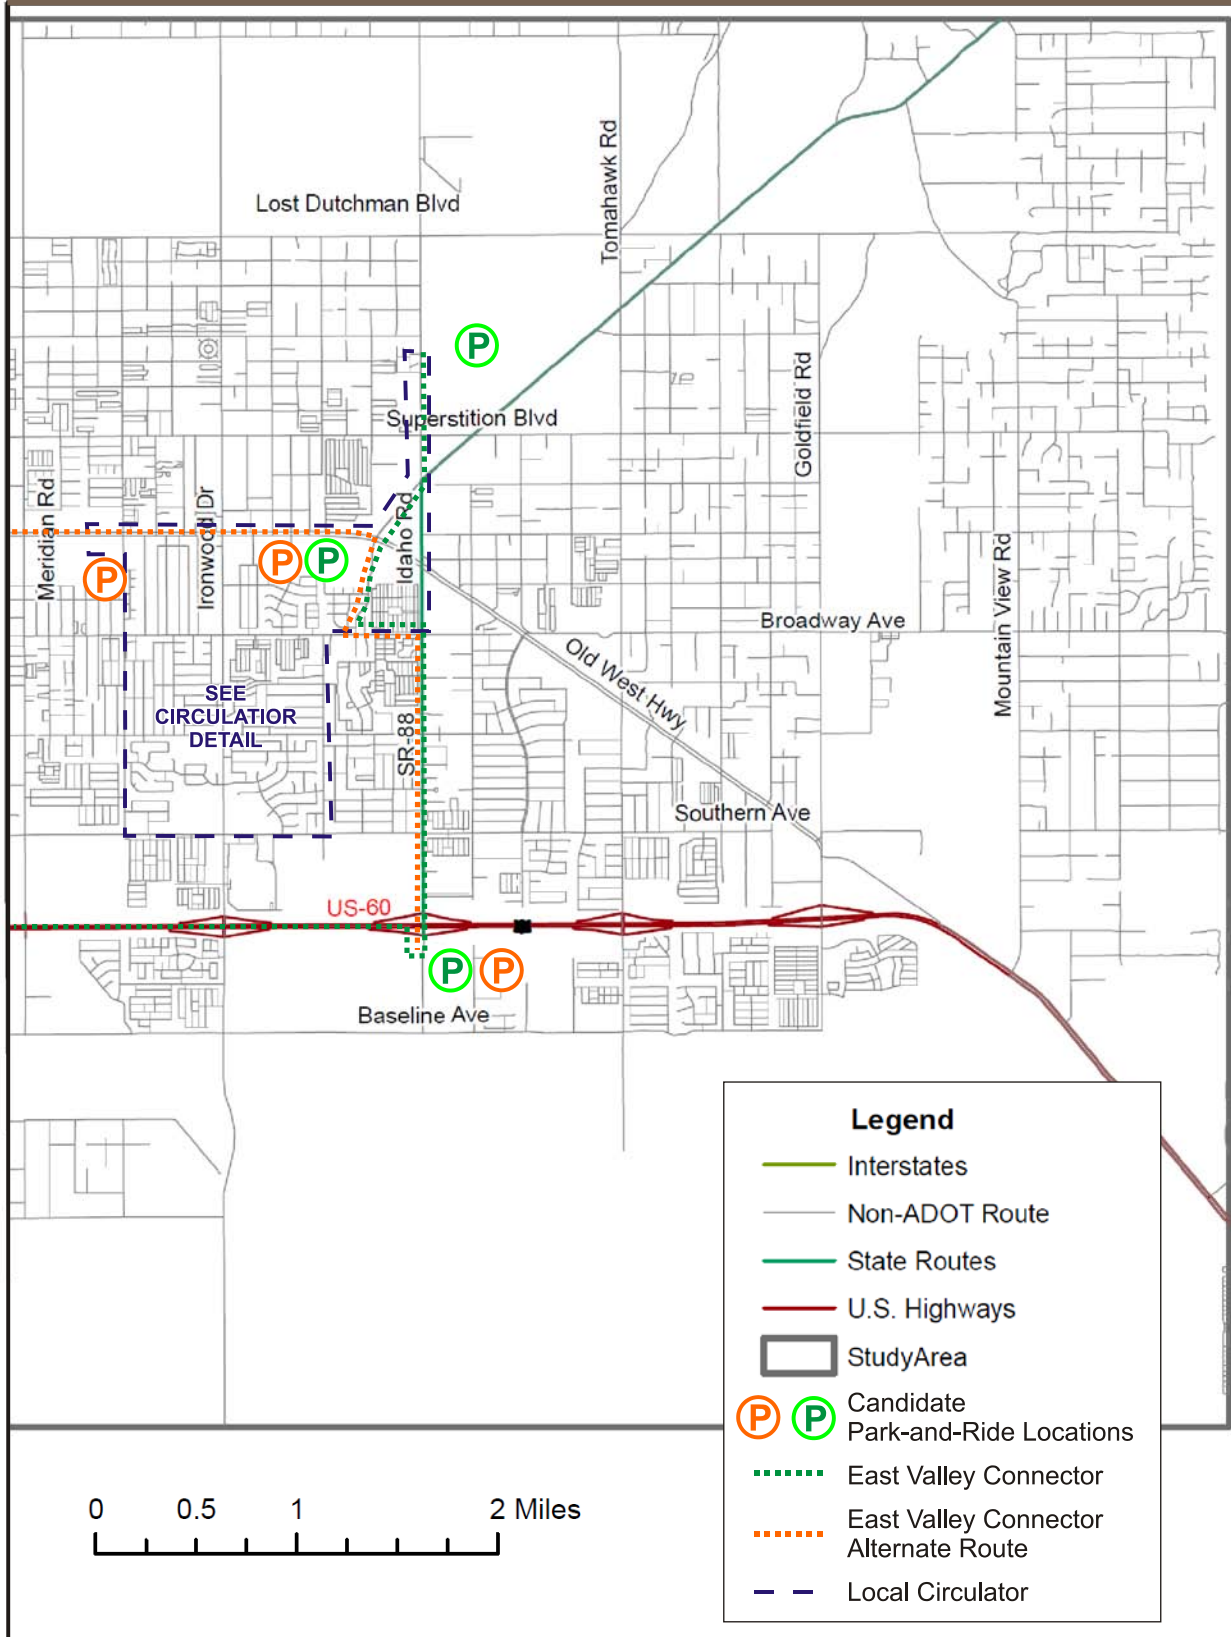 Tomahawk Rd
Lost Dutchman Blvd
P
Superstition Blvd
Goldfield Rd
Meridian Rd
Ironwood Dr
Idaho Rd
Mountain View Rd
P
P
P
Broadway Ave
Old West Hwy
SEE
CIRCULATIOR
DETAIL
SR-88
Southern Ave
US-60
P
P
Baseline Ave
Legend
Interstates
Non-ADOT Route
State Routes
U.S. Highways
StudyArea
P
P
Candidate
Park-and-Ride Locations
East Valley Connector
East Valley Connector
Alternate Route
Local Circulator
0 0.5 1 2 Miles